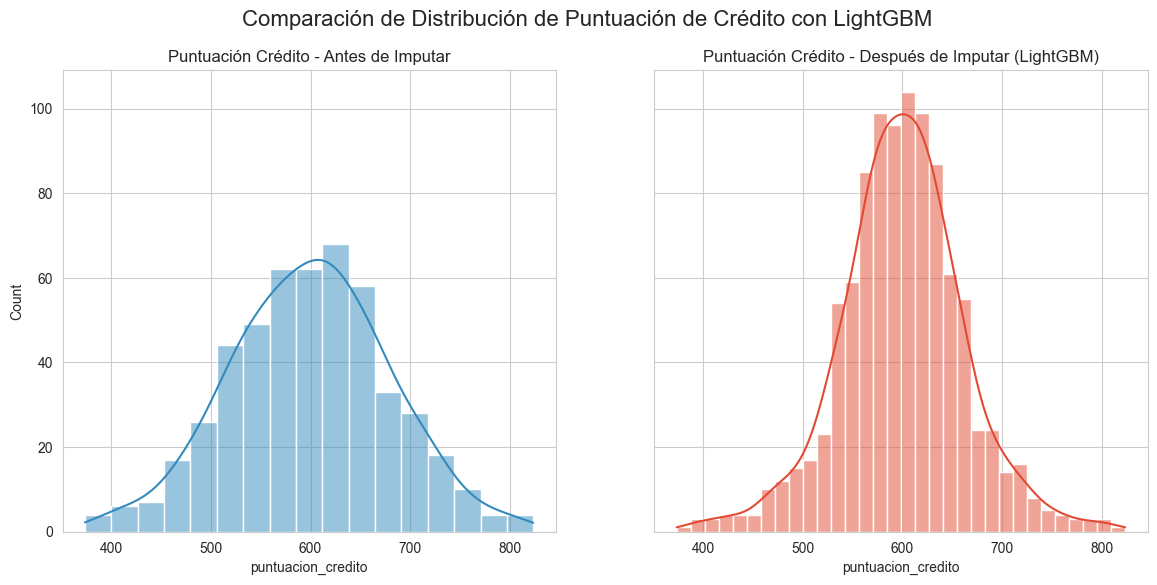 Comparación de Distribución de Puntuación de Crédito con LightGBM
Puntuación Crédito - Antes de Imputar
Count
100
80
60
40
20
0
400 500 600 700 800
puntuacion_credito
Puntuación Crédito - Después de Imputar (LightGBM)
400 500 600 700 800
puntuacion_credito